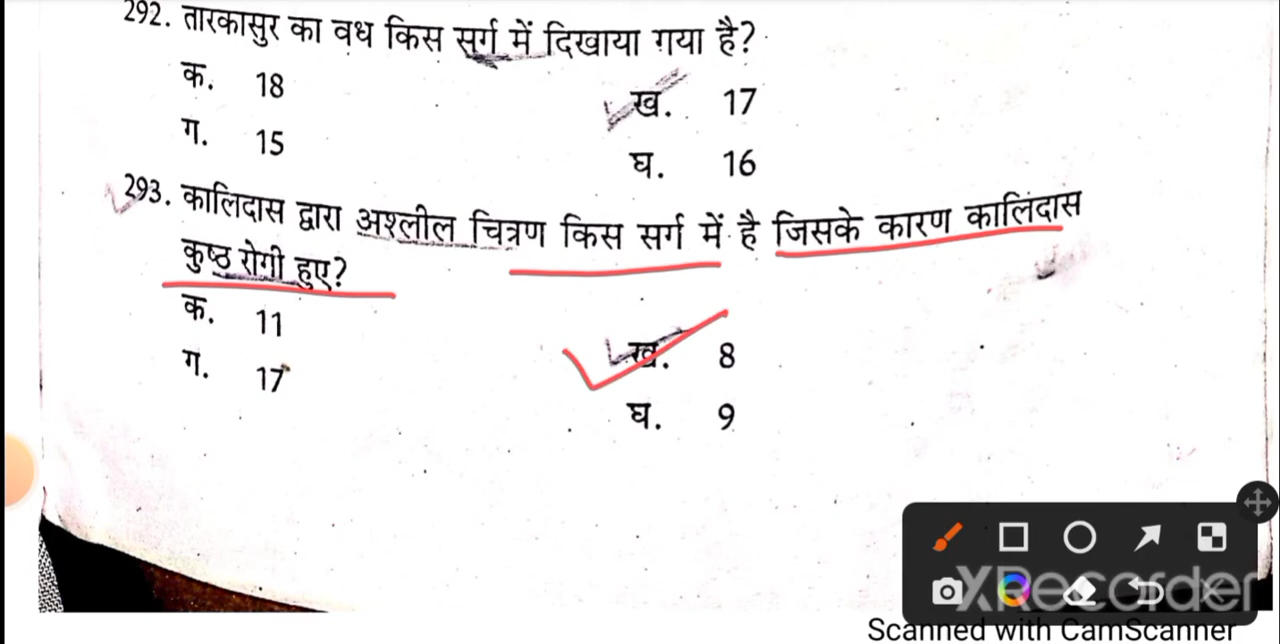 292. तारकासुर का वध किस सर्ग में दिखाया गया है?
क. 18
ख. 17
ग. 15
घ. 16
293. कालिदास द्वारा अश्लील चित्रण किस सर्ग में है जिसके कारण कालिदास
कुष्ठ रोगी हुए?
क. 11
ख. 8
ग. 17
घ. 9
XRecorder
Scanned with CamScanner